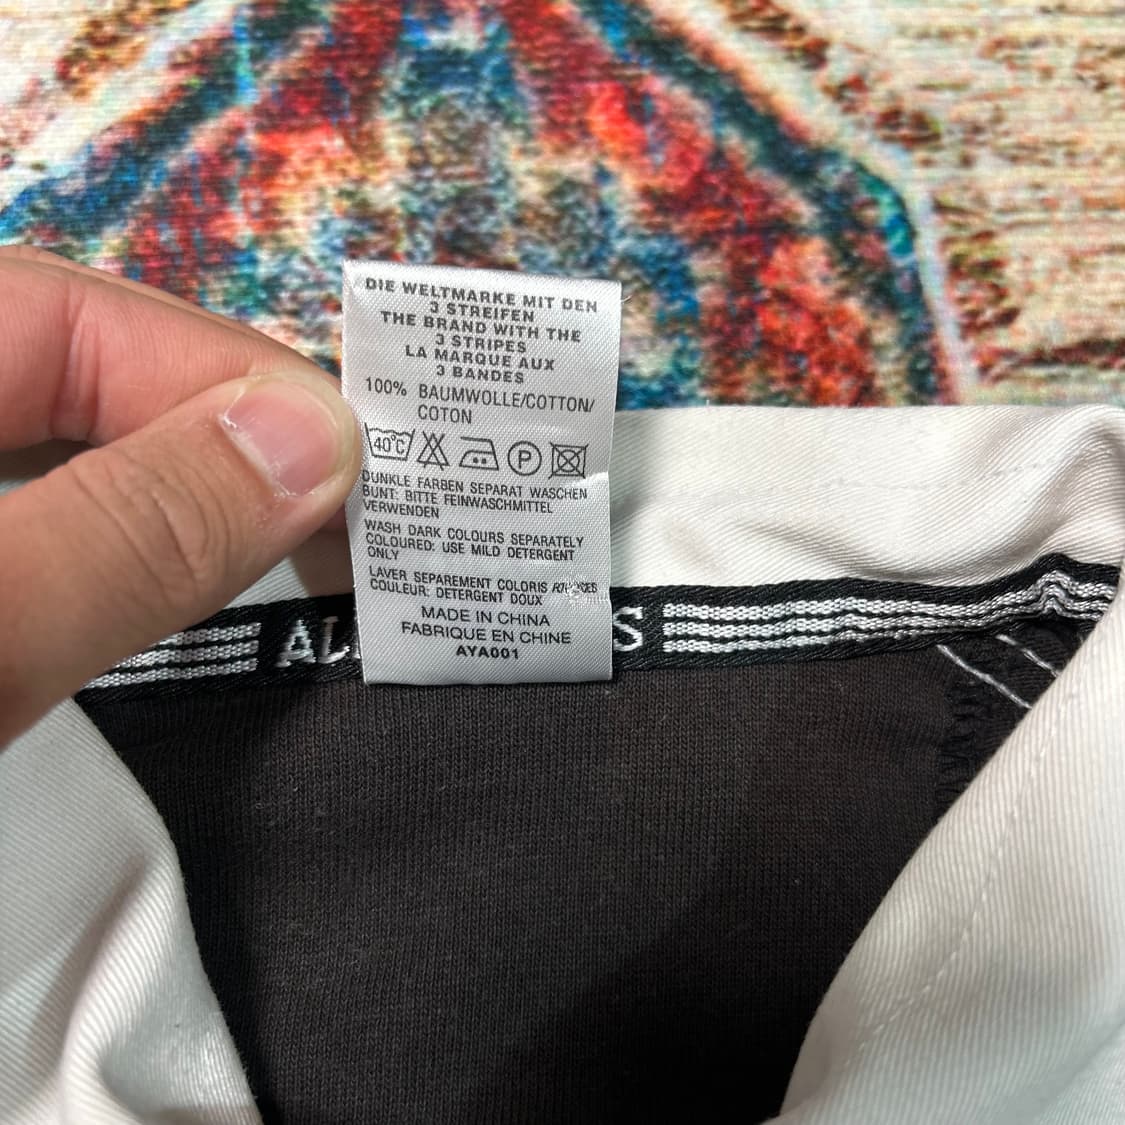 DIE WELTMARKE MIT DEN
3 STREIFEN
THE BRAND WITH THE
3 STRIPES
LA MARQUE AUX
3 BANDES
100% BAUMWOLLE/COTTON/
COTON
40°C
P
DUNKLE FARBEN SEPARAT WASCHEN
BUNT: BITTE FEINWASCHMITTEL
VERWENDEN
WASH DARK COLOURS SEPARATELY
COLOURED: USE MILD DETERGENT
ONLY
LAVER SEPAREMENT COLORIS
COULEUR: DETERGENT DOUX
MADE IN CHINA
FABRIQUE EN CHINE
AYA001